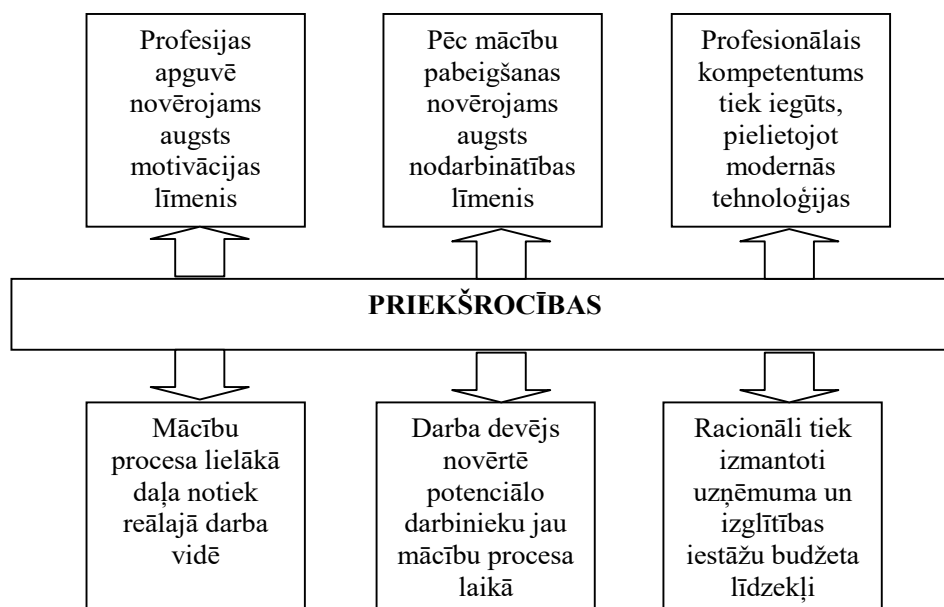 Profesijas
apguvē
novērojams
augsts
motivācijas
līmenis
Pēc mācību
pabeigšanas
novērojams
augsts
nodarbinātības
līmenis
Profesionālais
kompetentums
tiek iegūts,
pielietojot
modernās
tehnoloģijas
PRIEKŠROCĪBAS
Mācību
procesa lielākā
daļa notiek
reālajā darba
vidē
Darba devējs
novērtē
potenciālo
darbinieku jau
mācību procesa
laikā
Racionāli tiek
izmantoti
uzņēmuma un
izglītības
iestāžu budžeta
līdzekļi